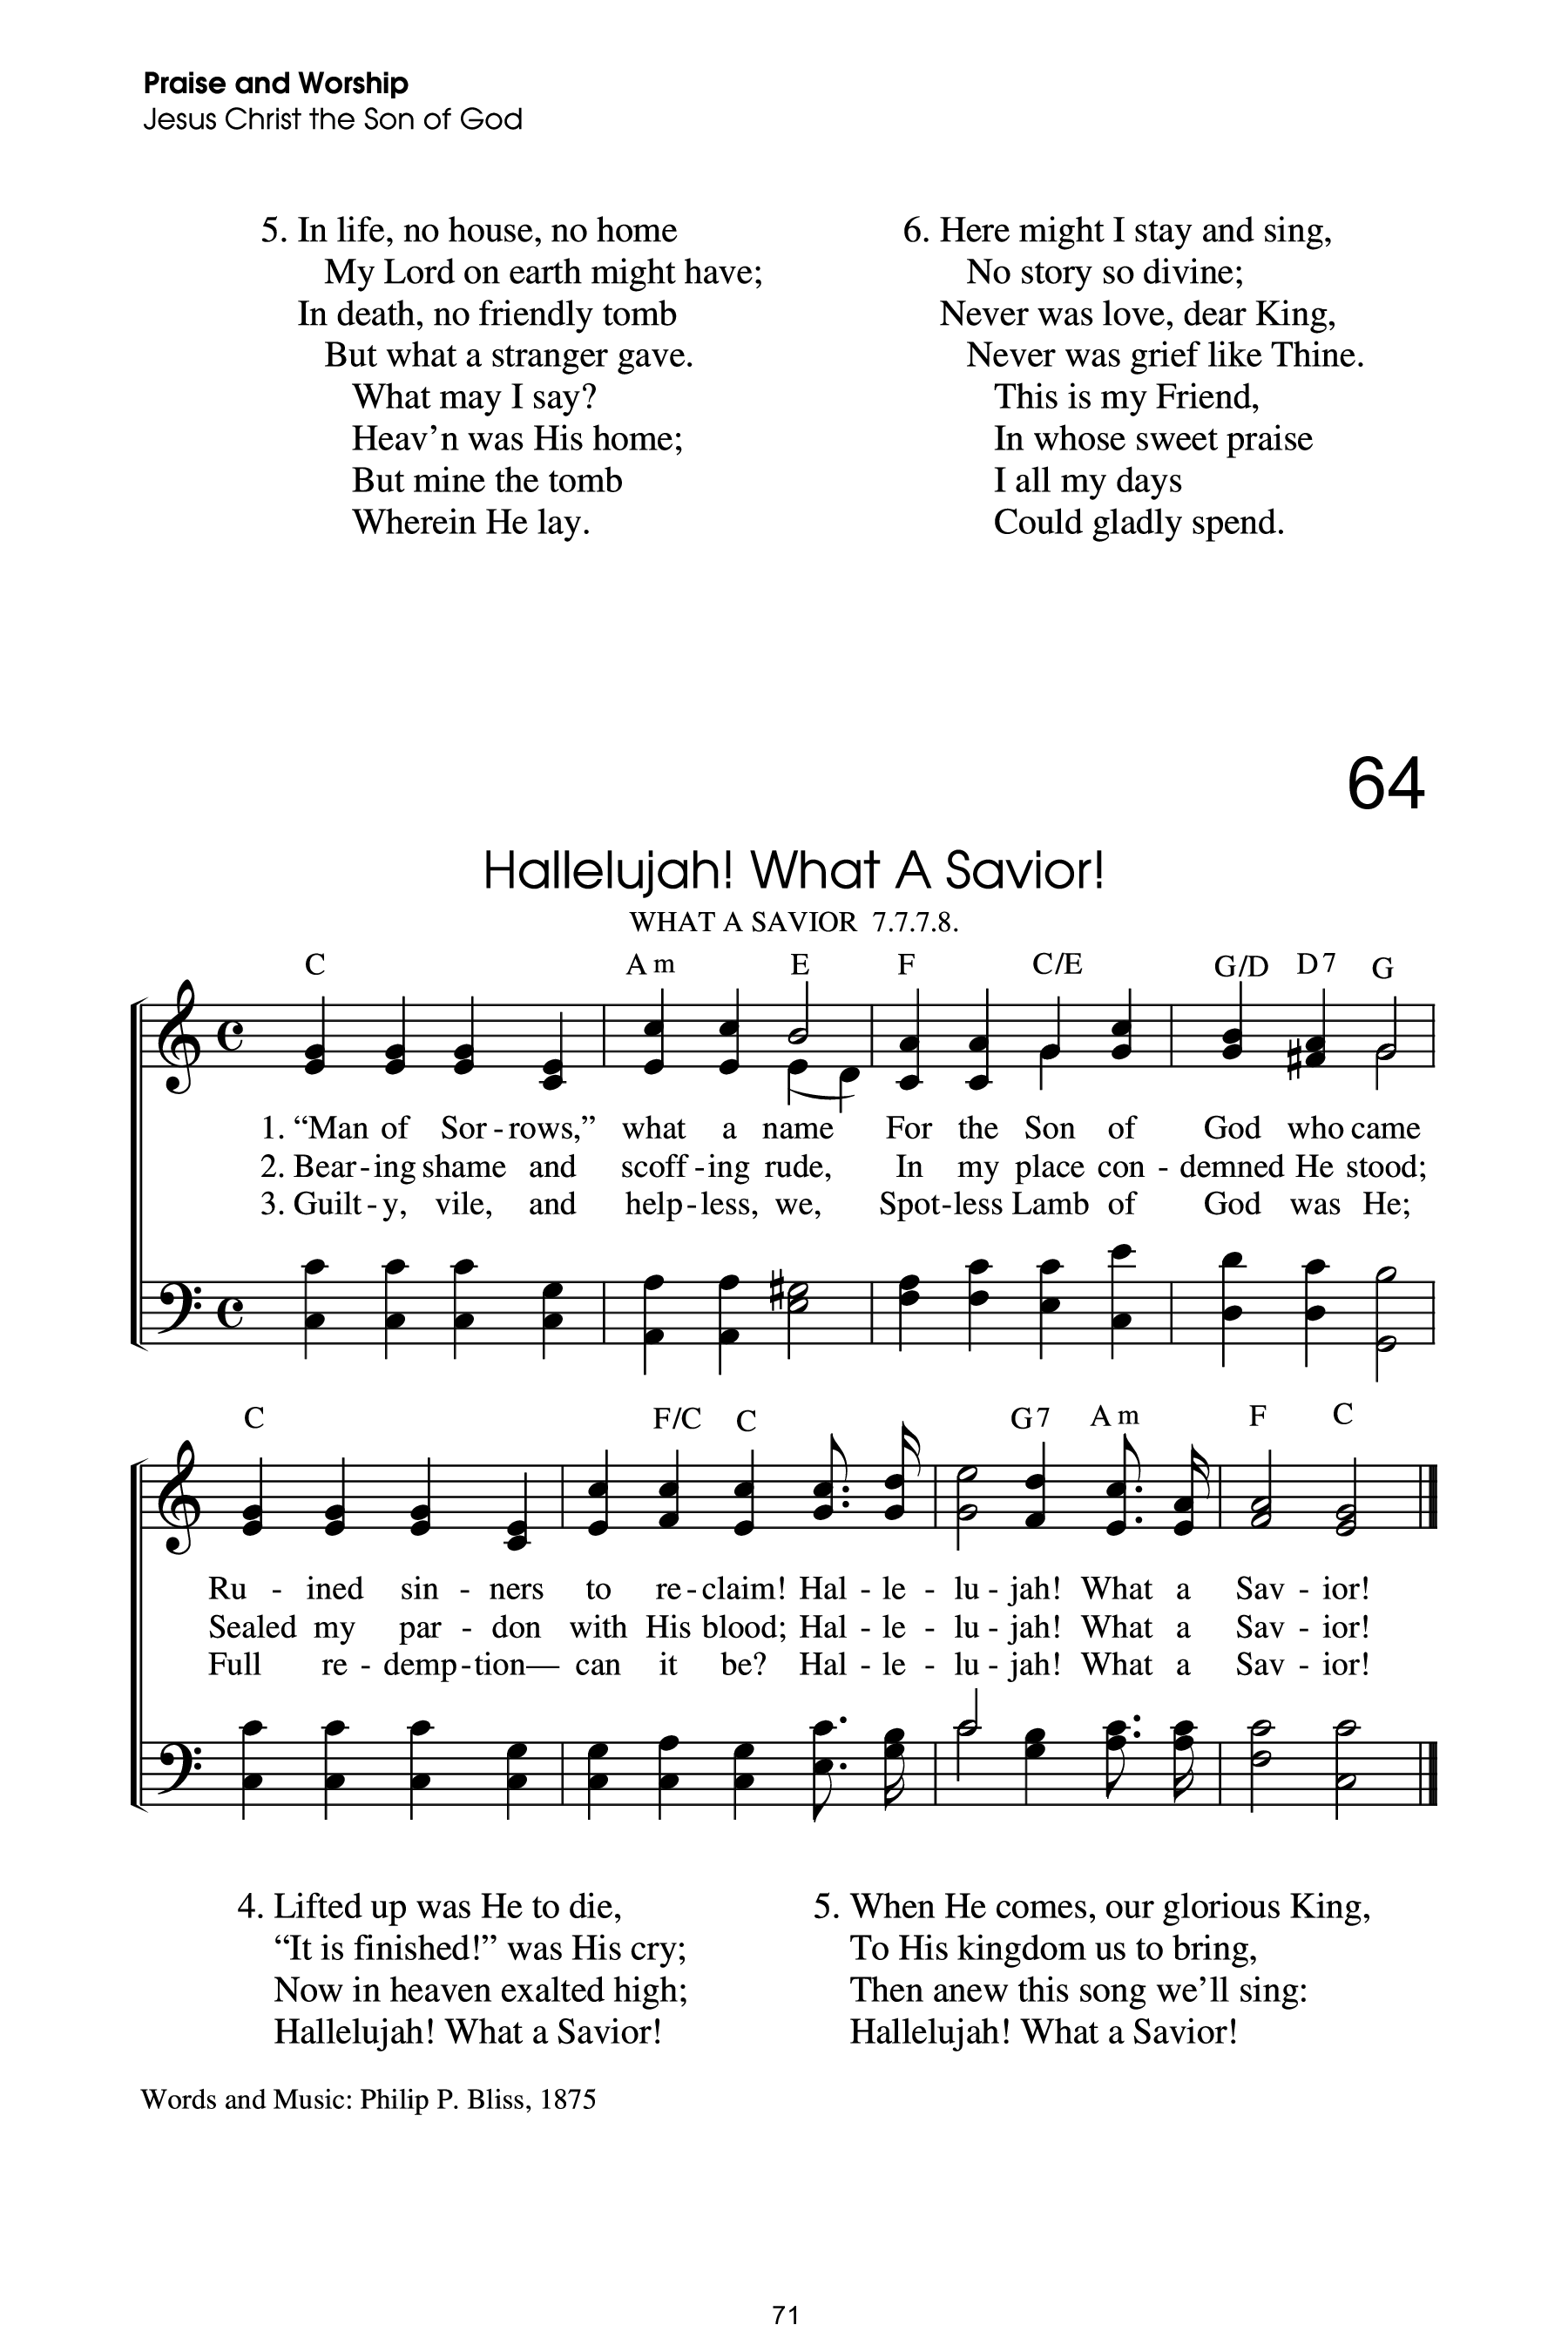 Praise and Worship
Jesus Christ the Son of God
5. In life, no house, no home
My Lord on earth might have;
In death, no friendly tomb
But what a stranger gave.
What may I say?
Heav’n was His home;
But mine the tomb
Wherein He lay.
6. Here might I stay and sing,
No story so divine;
Never was love, dear King,
Never was grief like Thine.
This is my Friend,
In whose sweet praise
I all my days
Could gladly spend.
64
Hallelujah! What A Savior!
WHAT A SAVIOR 7.7.7.8.
C Am E F C/E G/D D7 G
1. “Man of Sor - rows,” what a name For the Son of God who came
2. Bear - ing shame and scoff - ing rude, In my place con - demned He stood;
3. Guilt - y, vile, and help - less, we, Spot - less Lamb of God was He;
C F/C C G7 Am F C
Ru - ined sin - ners to re - claim! Hal - le - lu - jah! What a Sav - ior!
Sealed my par - don with His blood; Hal - le - lu - jah! What a Sav - ior!
Full re - demp - tion— can it be? Hal - le - lu - jah! What a Sav - ior!
4. Lifted up was He to die,
“It is finished!” was His cry;
Now in heaven exalted high;
Hallelujah! What a Savior!
5. When He comes, our glorious King,
To His kingdom us to bring,
Then anew this song we’ll sing:
Hallelujah! What a Savior!
Words and Music: Philip P. Bliss, 1875
71